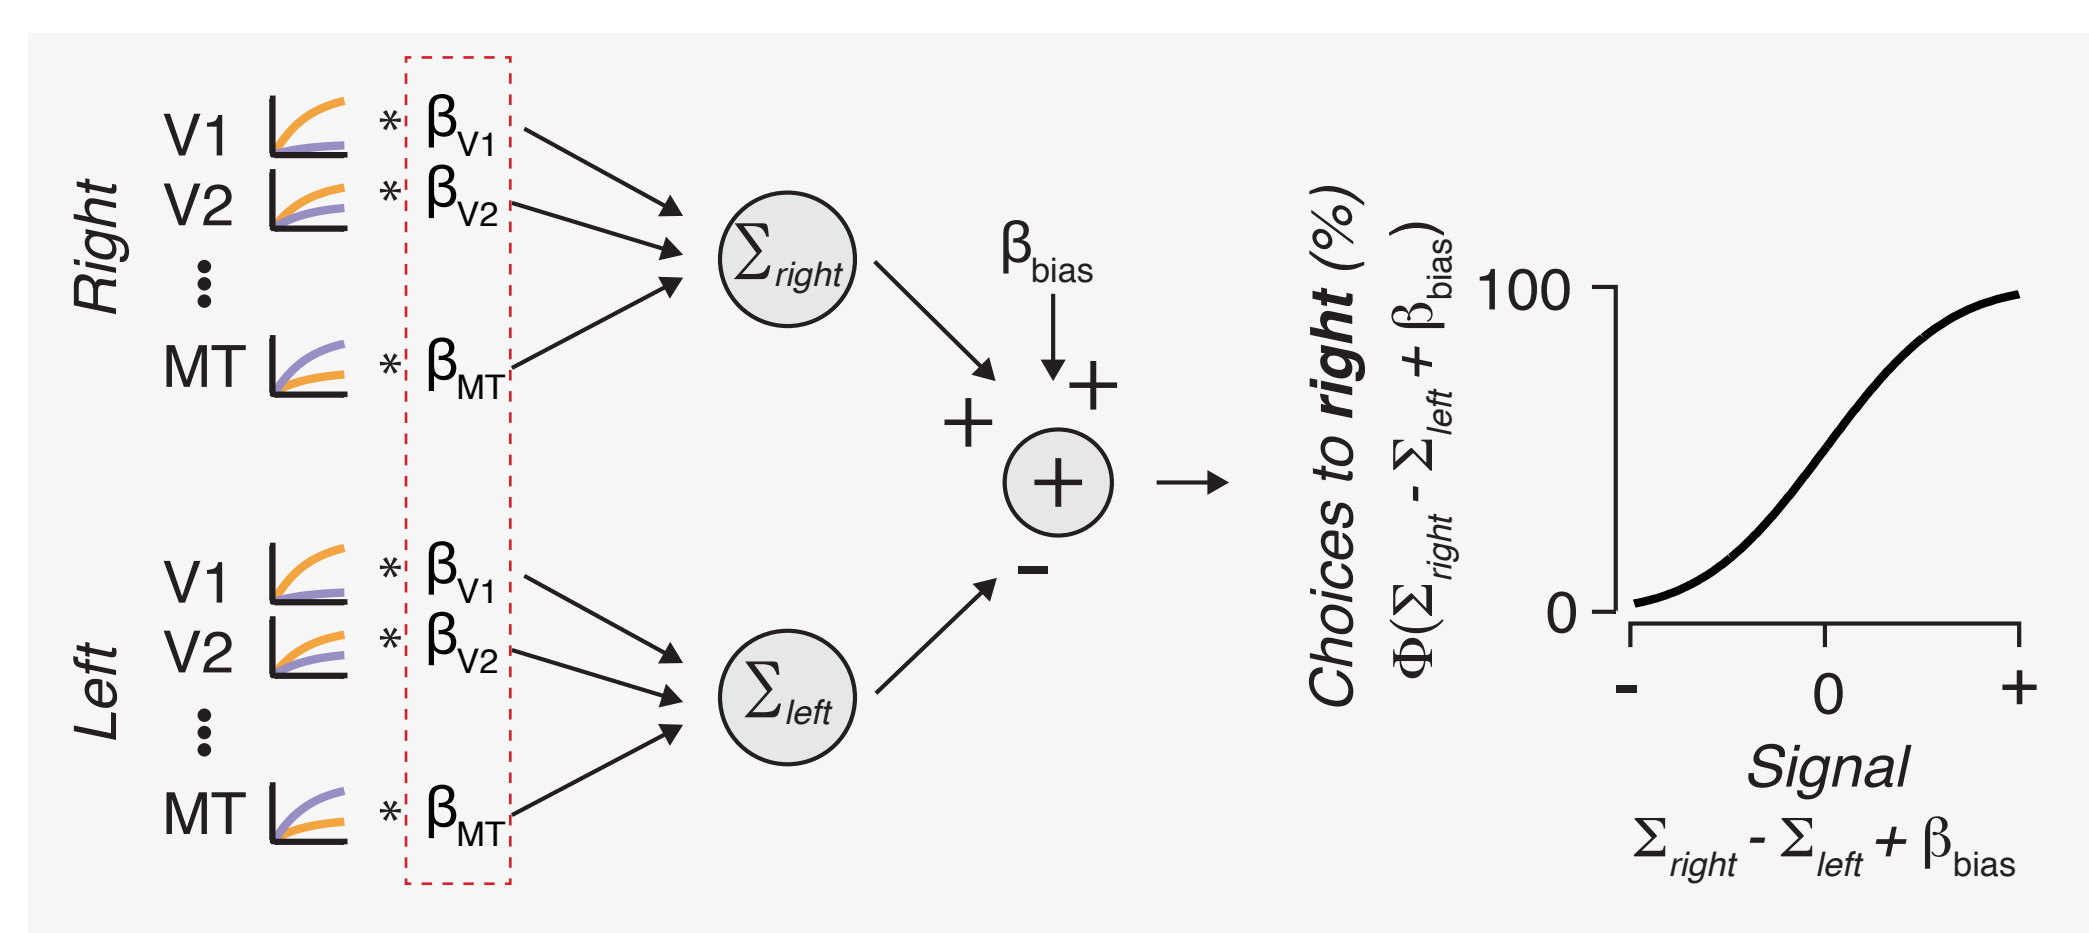 Right
V1 * βV1
V2 * βV2
MT * βMT
Left
V1 * βV1
V2 * βV2
MT * βMT
Σright
Σleft
βbias
+
+
+
-
Choices to right (%)
Φ(Σright - Σleft + βbias)
100
0
- 0 +
Signal
Σright - Σleft + βbias